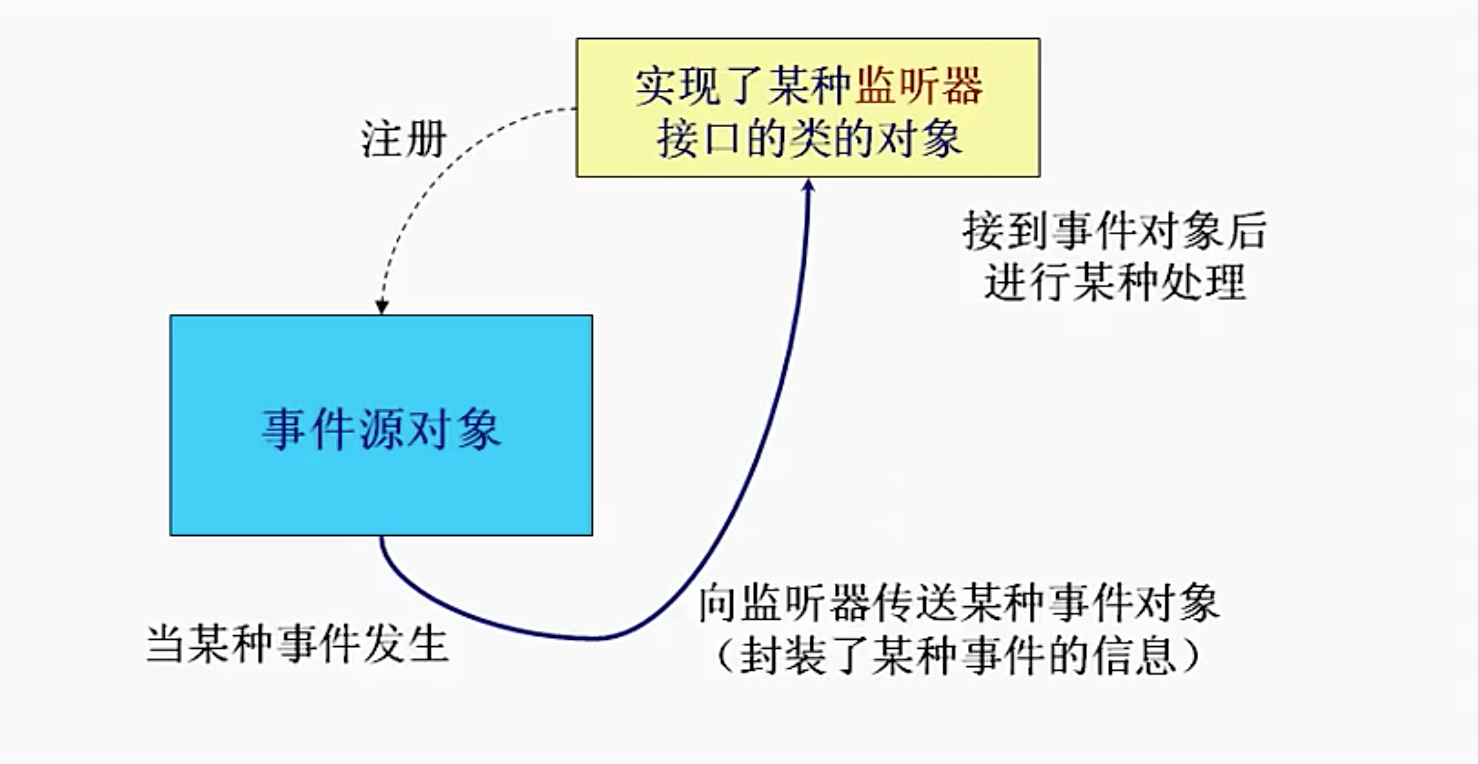 实现了某种监听器
接口的类的对象
注册
接到事件对象后
进行某种处理
事件源对象
向监听器传送某种事件对象
（封装了某种事件的信息）
当某种事件发生